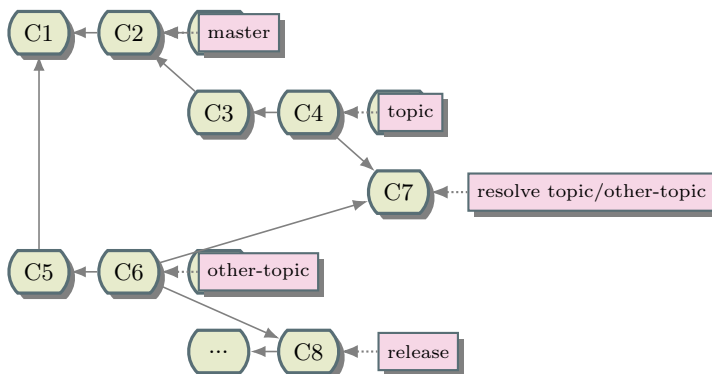 C1 C2 master
C3 C4 topic
C7 resolve topic/other-topic
C5 C6 other-topic
... C8 release